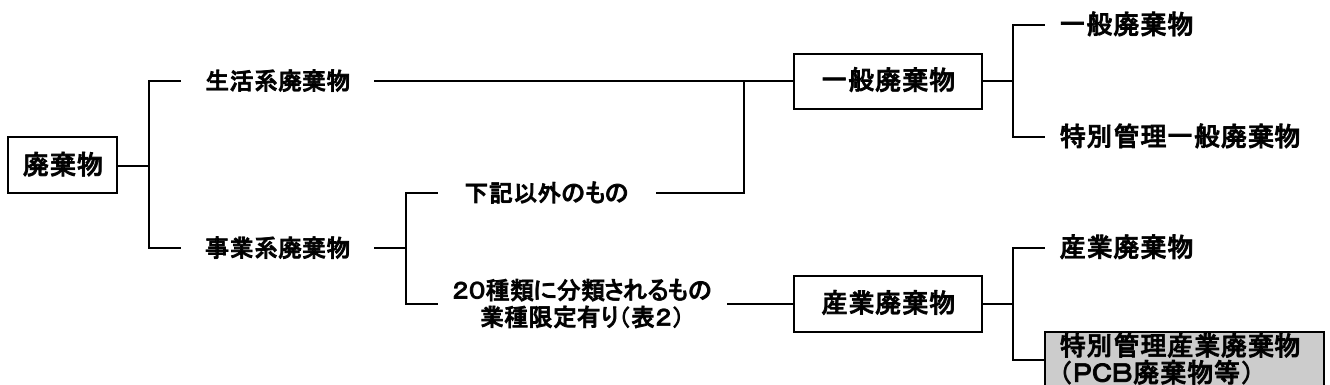 一般廃棄物
生活系廃棄物
一般廃棄物
特別管理一般廃棄物
廃棄物
下記以外のもの
事業系廃棄物
産業廃棄物
20種類に分類されるもの
業種限定有り(表2)
産業廃棄物
特別管理産業廃棄物
(PCB廃棄物等)